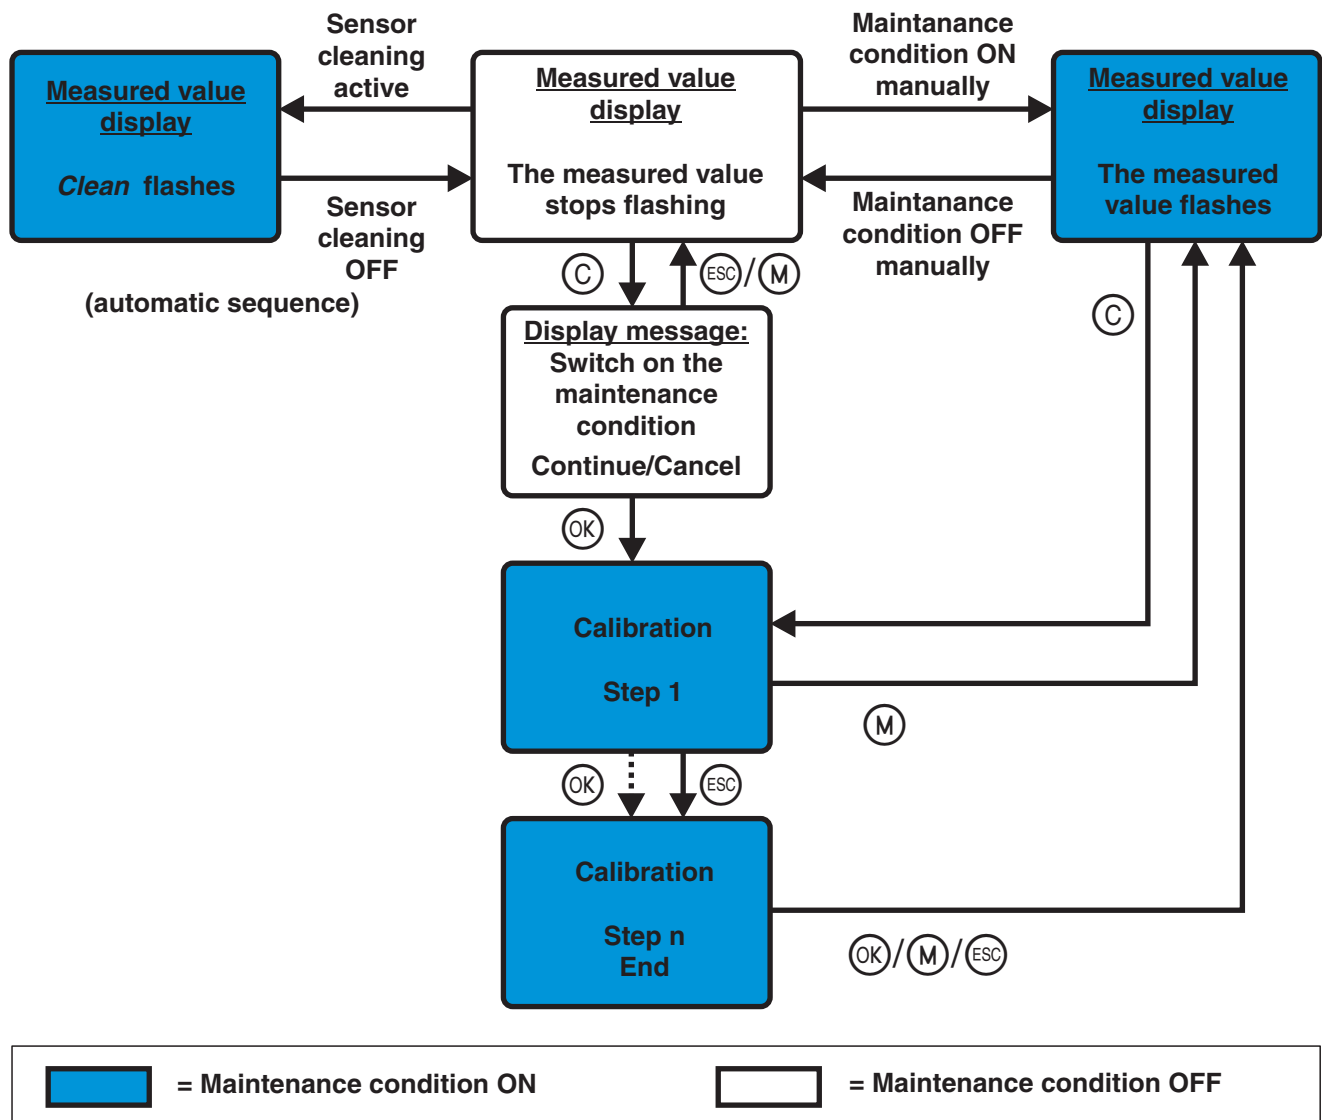 Sensor
cleaning
active
Maintanance
condition ON
manually
Measured value
display
Clean flashes
Measured value
display
The measured value
stops flashing
Measured value
display
The measured
value flashes
Sensor
cleaning
OFF
(automatic sequence)
Maintanance
condition OFF
manually
C
ESC/M
C
Display message:
Switch on the
maintenance
condition
Continue/Cancel
OK
Calibration
Step 1
M
OK
ESC
Calibration
Step n
End
OK/M/ESC
= Maintenance condition ON
= Maintenance condition OFF